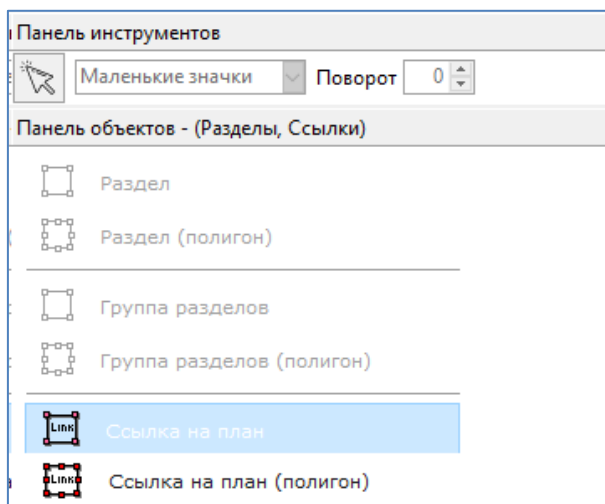 Панель инструментов
Маленькие значки Поворот 0
Панель объектов - (Разделы, Ссылки)
Раздел
Раздел (полигон)
Группа разделов
Группа разделов (полигон)
Link Ссылка на план
Link Ссылка на план (полигон)